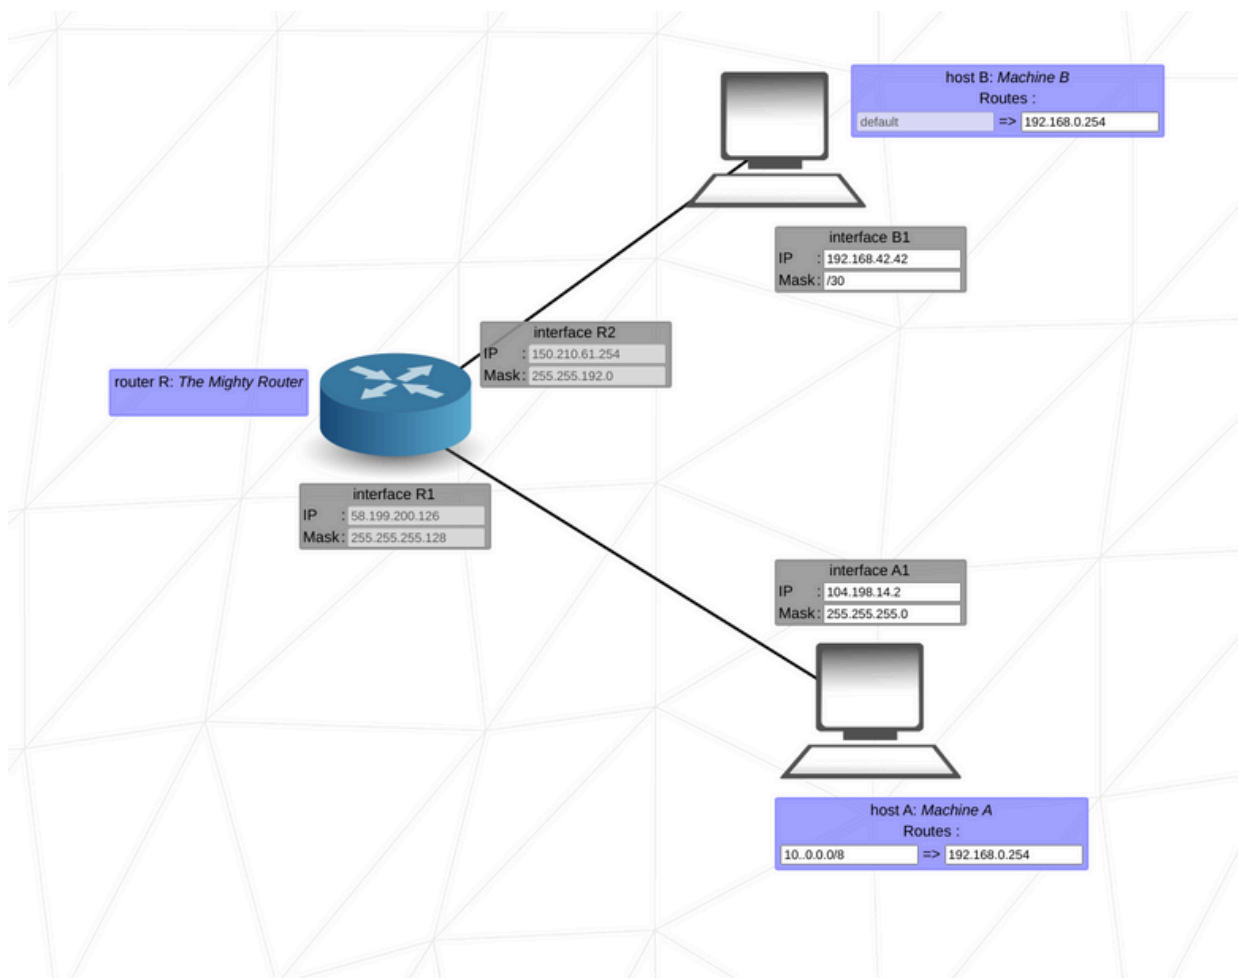 host B: Machine B
Routes :
default => 192.168.0.254
interface B1
IP : 192.168.42.42
Mask : /30
interface R2
IP : 150.210.61.254
Mask : 255.255.192.0
router R: The Mighty Router
interface R1
IP : 58.199.200.126
Mask : 255.255.255.128
interface A1
IP : 104.198.14.2
Mask : 255.255.255.0
host A: Machine A
Routes :
10..0.0.0/8 => 192.168.0.254